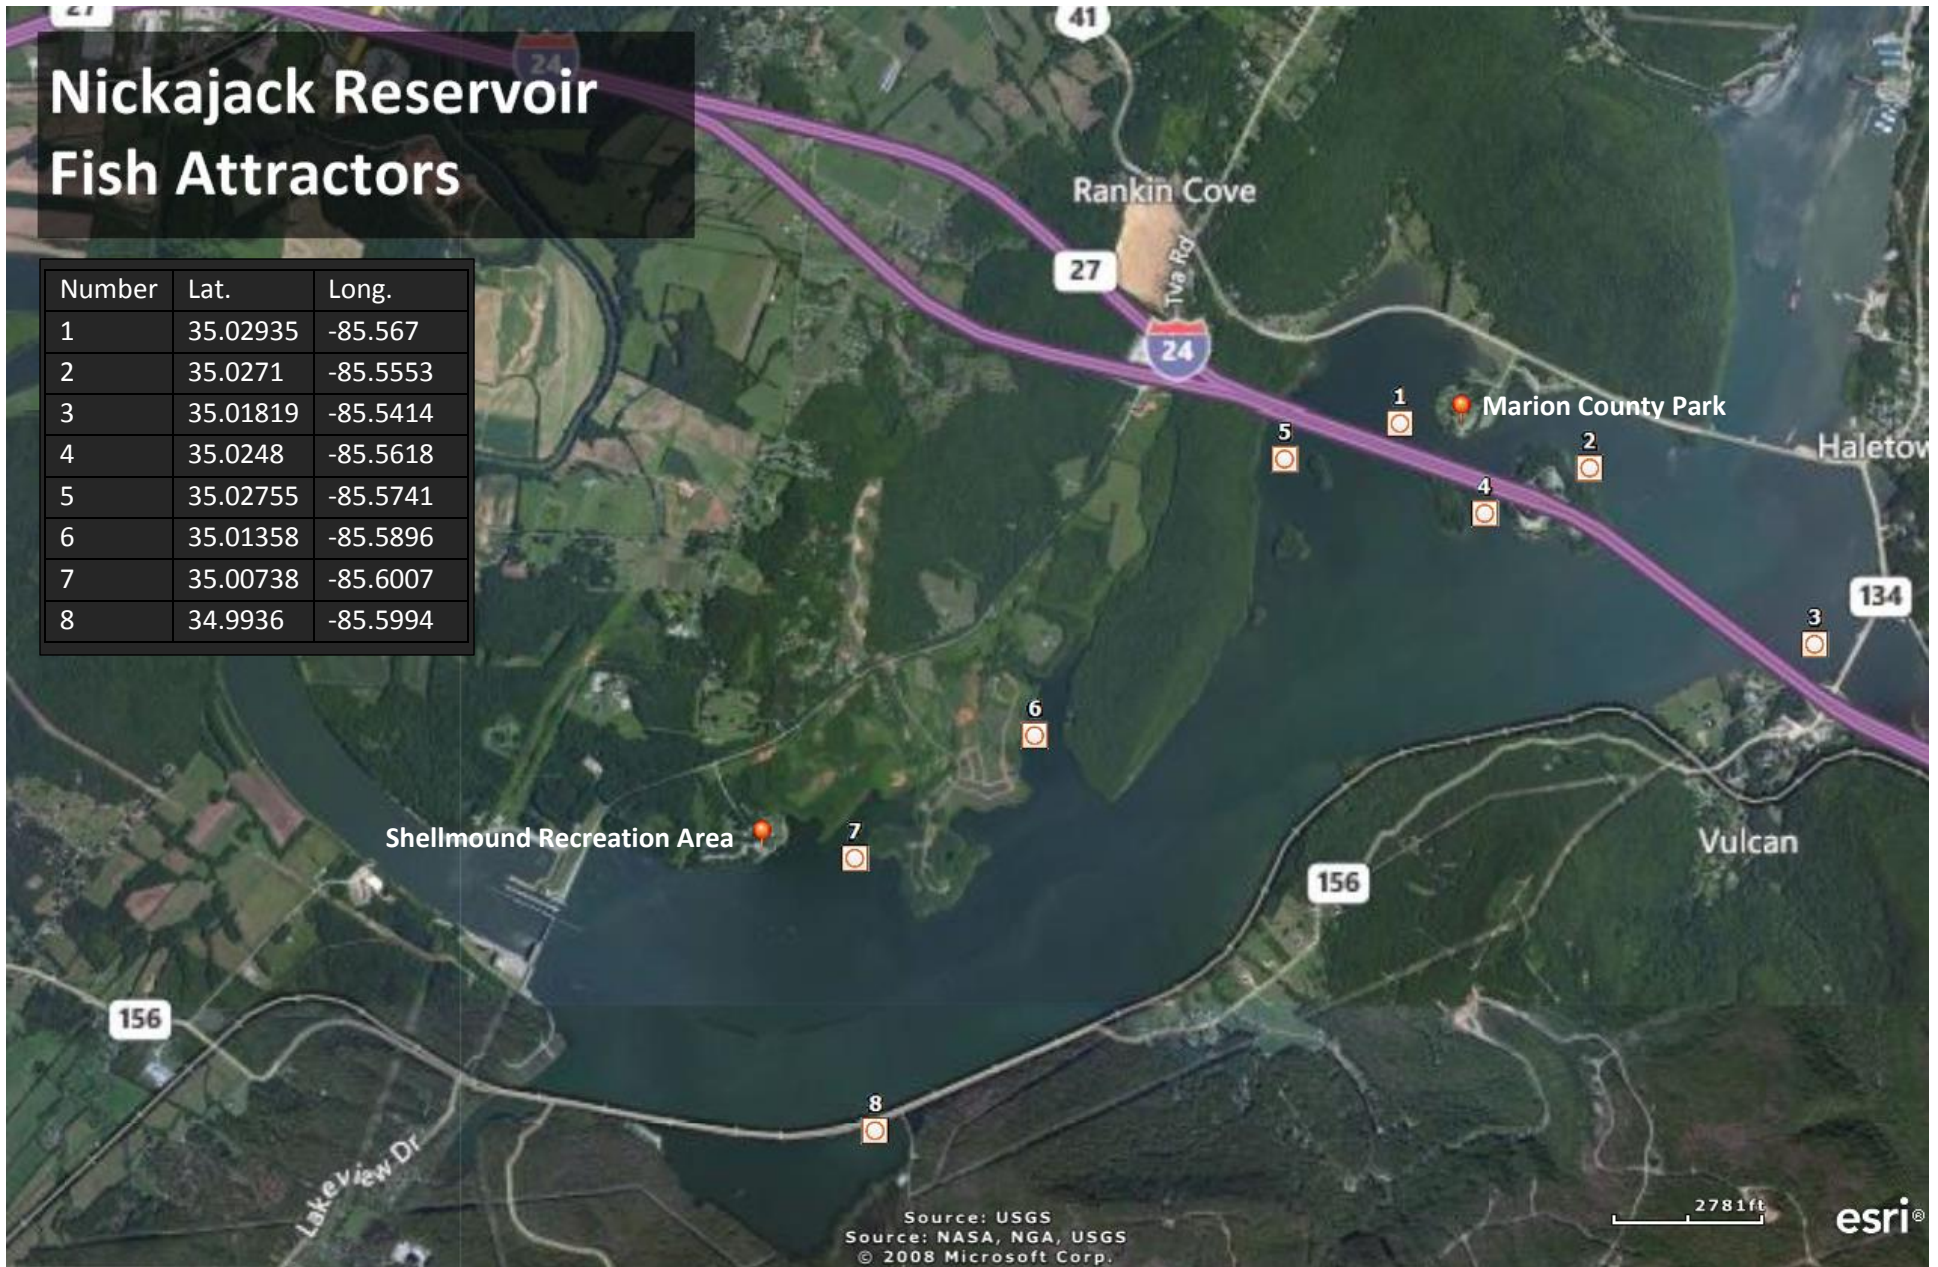 27
24
41
Nickajack Reservoir
Fish Attractors
Rankin Cove
27
Tva Rd
24
Number Lat. Long.
1 35.02935 -85.567
2 35.0271 -85.5553
3 35.01819 -85.5414
4 35.0248 -85.5618
5 35.02755 -85.5741
6 35.01358 -85.5896
7 35.00738 -85.6007
8 34.9936 -85.5994
1
Marion County Park
5
2
Haletow
4
134
3
6
Shellmound Recreation Area
7
Vulcan
156
156
8
LakeView Dr
2781ft
esri®
Source: USGS
Source: NASA, NGA, USGS
© 2008 Microsoft Corp.